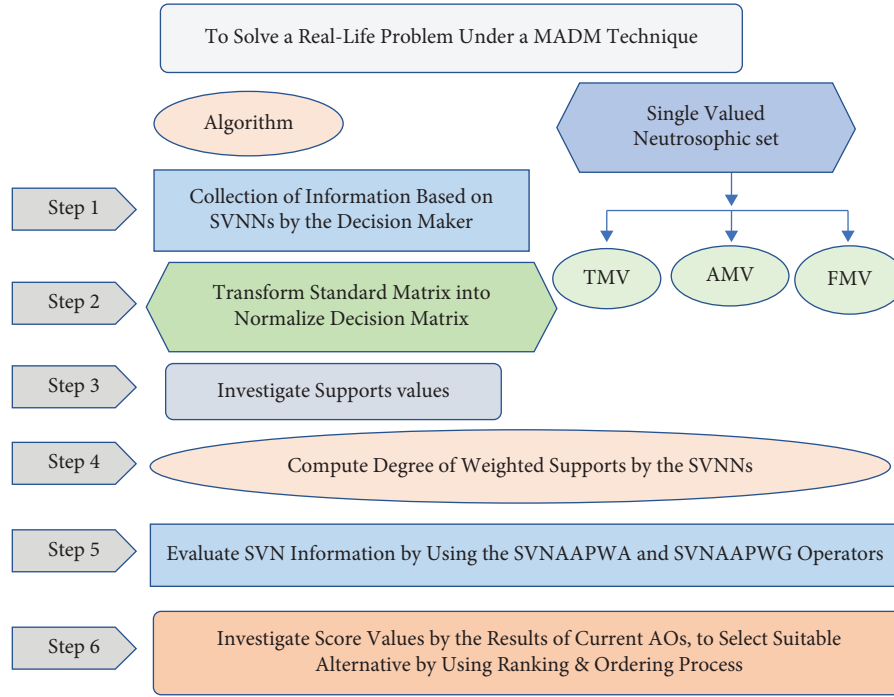 To Solve a Real-Life Problem Under a MADM Technique
Algorithm
Single Valued
Neutrosophic set
TMV
AMV
FMV
Step 1
Collection of Information Based on
SVNNs by the Decision Maker
Step 2
Transform Standard Matrix into
Normalize Decision Matrix
Step 3
Investigate Supports values
Step 4
Compute Degree of Weighted Supports by the SVNNs
Step 5
Evaluate SVN Information by Using the SVNAAPWA and SVNAAPWG Operators
Step 6
Investigate Score Values by the Results of Current AOs, to Select Suitable
Alternative by Using Ranking & Ordering Process